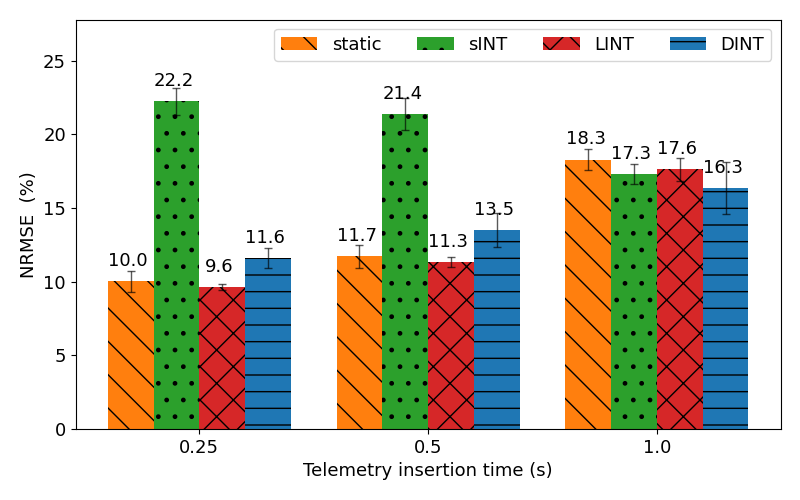 static sINT LINT DINT
NRMSE (%)
25
20
15
10
5
0
10.0 22.2 9.6 11.6
11.7 21.4 11.3 13.5
18.3 17.3 17.6 16.3
0.25 0.5 1.0
Telemetry insertion time (s)